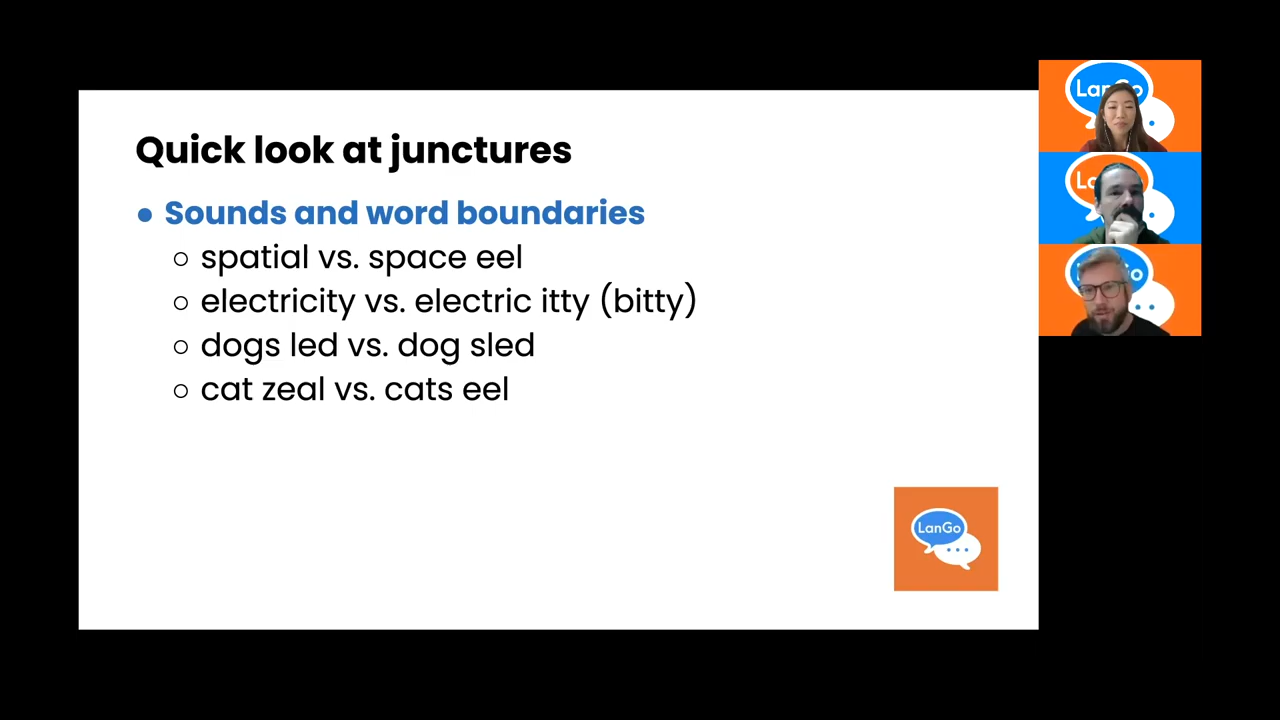 Quick look at junctures
● Sounds and word boundaries
○ spatial vs. space eel
○ electricity vs. electric itty (bitty)
○ dogs led vs. dog sled
○ cat zeal vs. cats eel
LanGo
LanGo